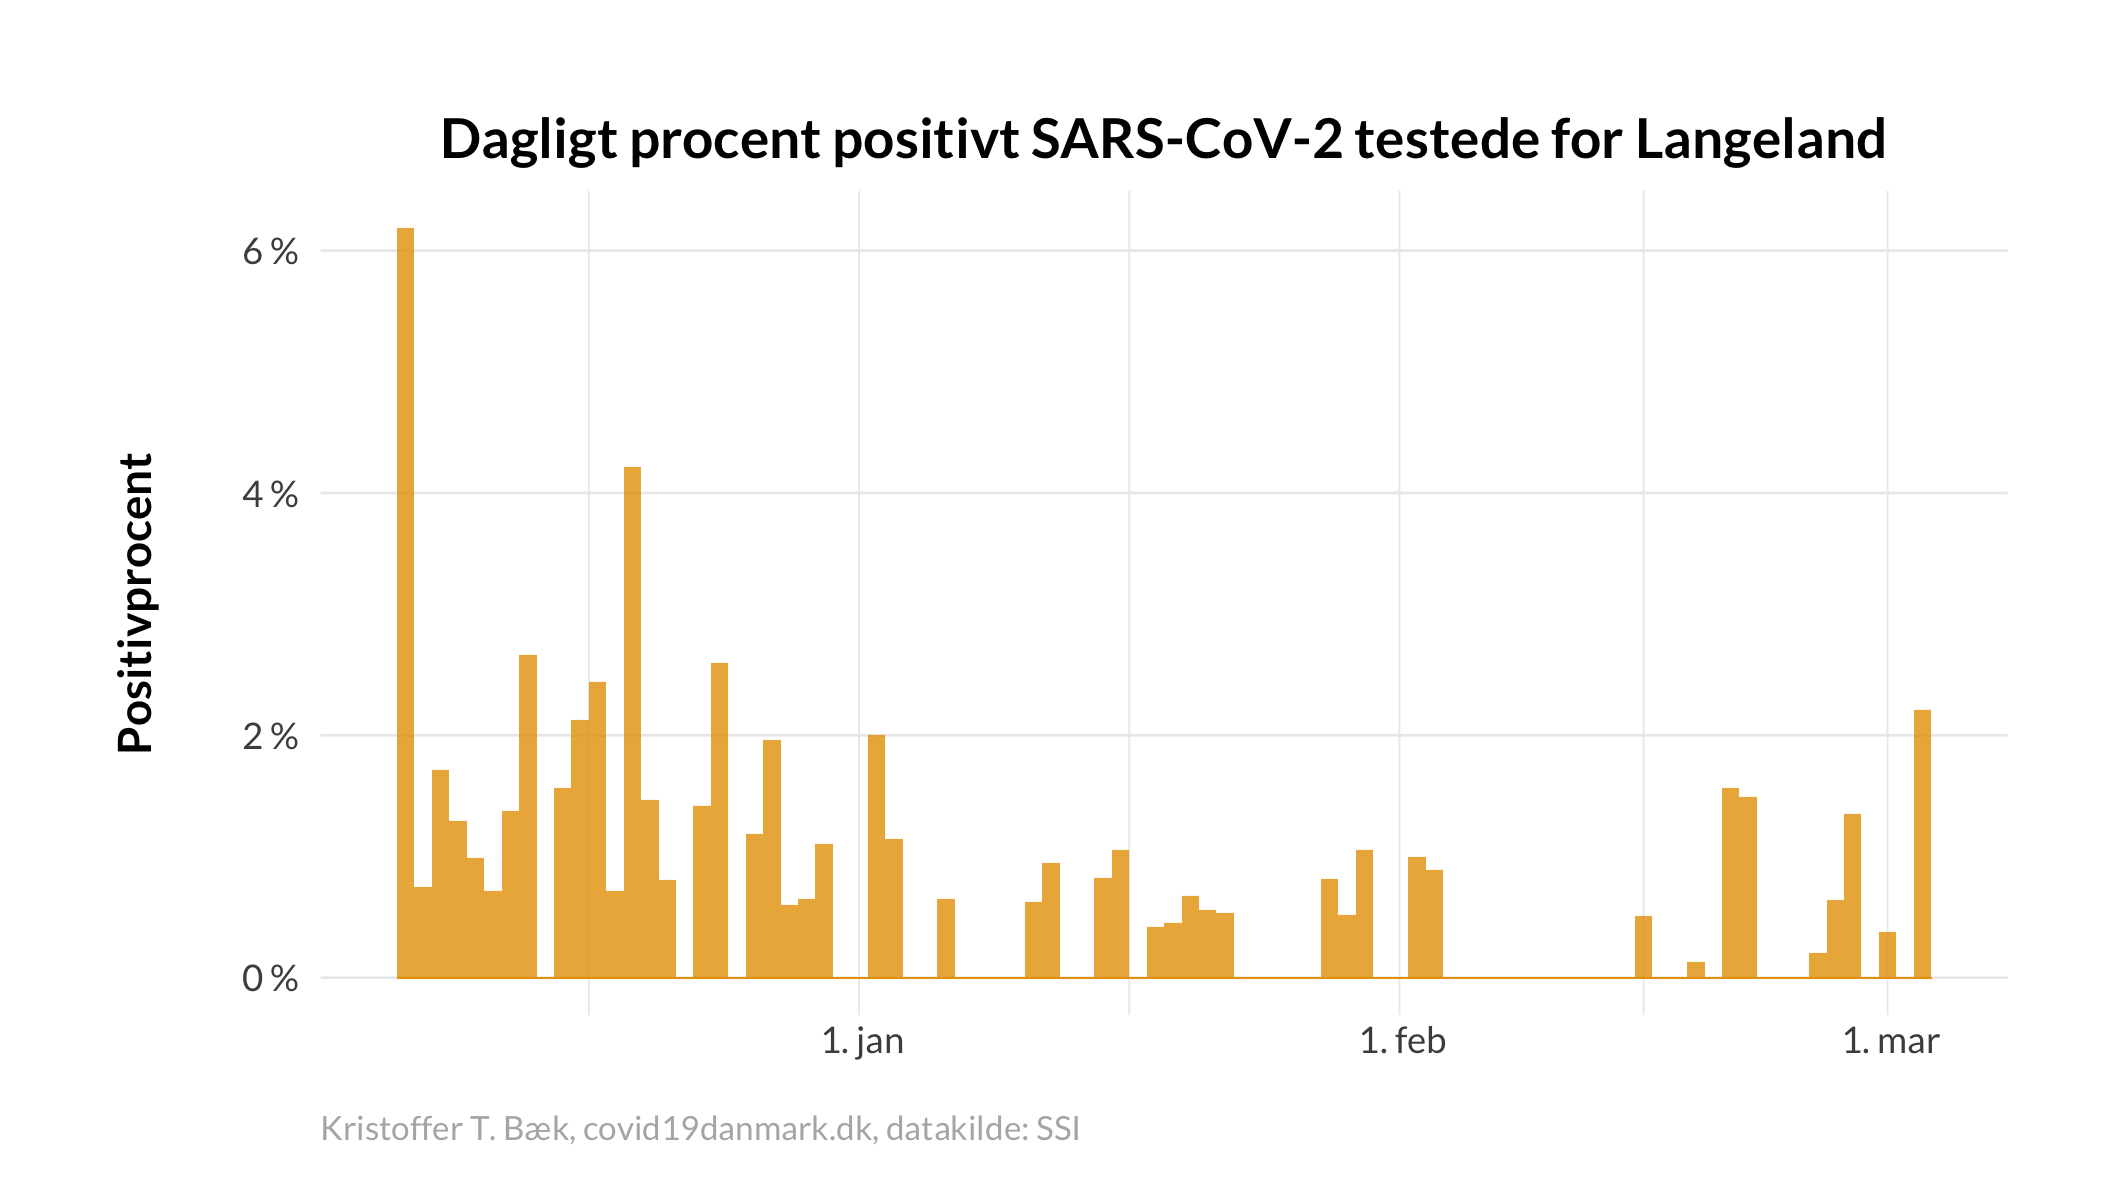 Dagligt procent positivt SARS-CoV-2 testede for Langeland
Positivprocent
6 %
4 %
2 %
0 %
1. jan
1. feb
1. mar
Kristoffer T. Bæk, covid19danmark.dk, datakilde: SSI